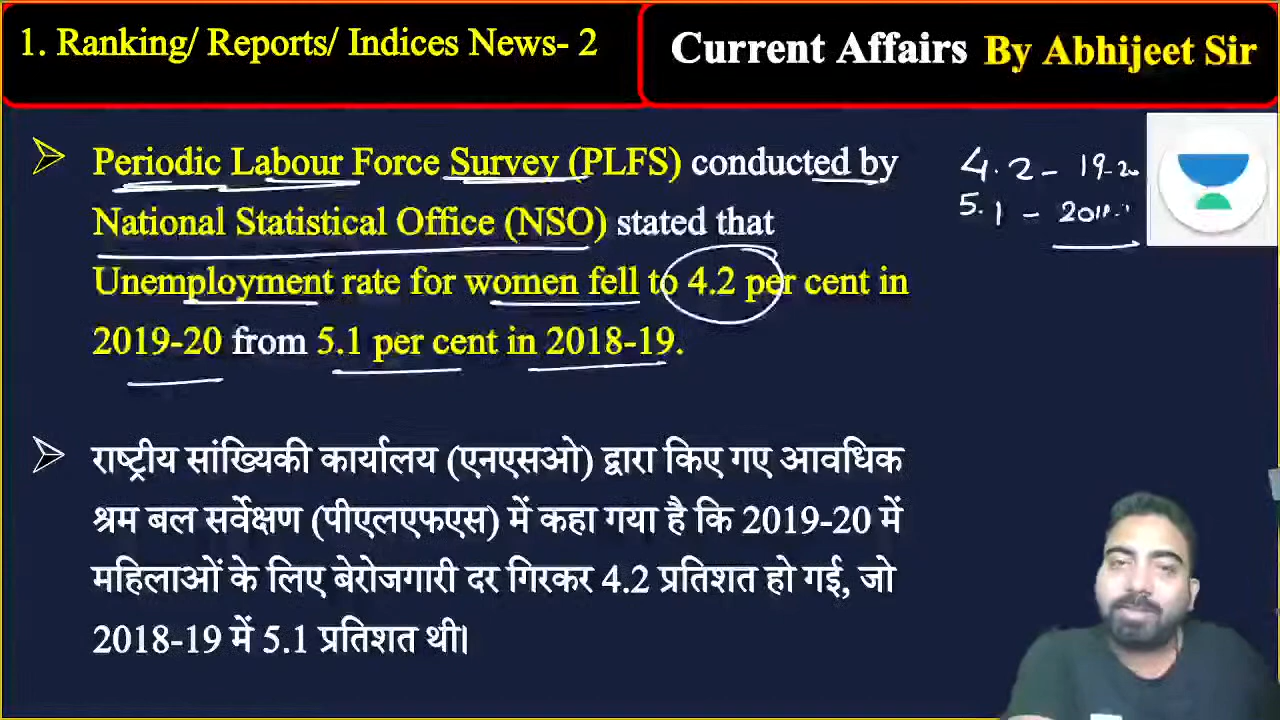 1. Ranking/ Reports/ Indices News- 2
Current Affairs By Abhijeet Sir
Periodic Labour Force Survey (PLFS) conducted by
National Statistical Office (NSO) stated that
Unemployment rate for women fell to 4.2 per cent in
2019-20 from 5.1 per cent in 2018-19.
4.2 - 19-20
5.1 -
राष्ट्रीय सांख्यिकी कार्यालय (एनएसओ) द्वारा किए गए आवधिक
श्रम बल सर्वेक्षण (पीएलएफएस) में कहा गया है कि 2019-20 में
महिलाओं के लिए बेरोजगारी दर गिरकर 4.2 प्रतिशत हो गई, जो
2018-19 में 5.1 प्रतिशत थी।